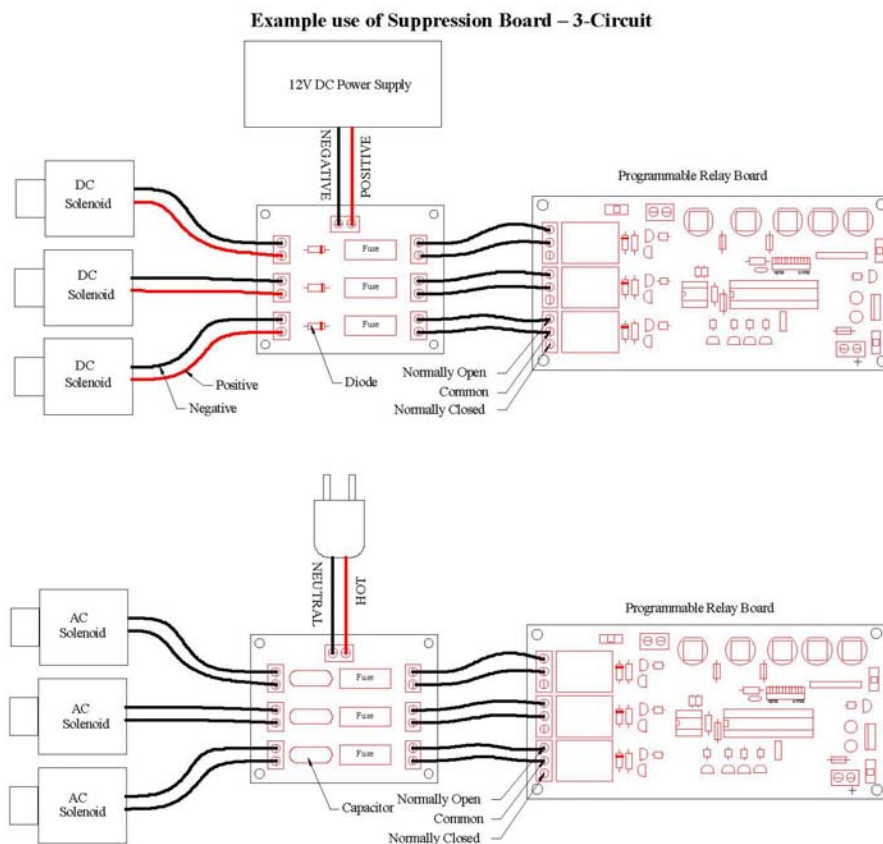 Example use of Suppression Board – 3-Circuit
12V DC Power Supply
NEGATIVE
POSITIVE
Programmable Relay Board
DC
Solenoid
Fuse
DC
Solenoid
Fuse
DC
Solenoid
Fuse
Positive
Negative
Diode
Normally Open
Common
Normally Closed
+
NEUTRAL
HOT
Programmable Relay Board
AC
Solenoid
Fuse
AC
Solenoid
Fuse
AC
Solenoid
Fuse
Capacitor
Normally Open
Common
Normally Closed
+